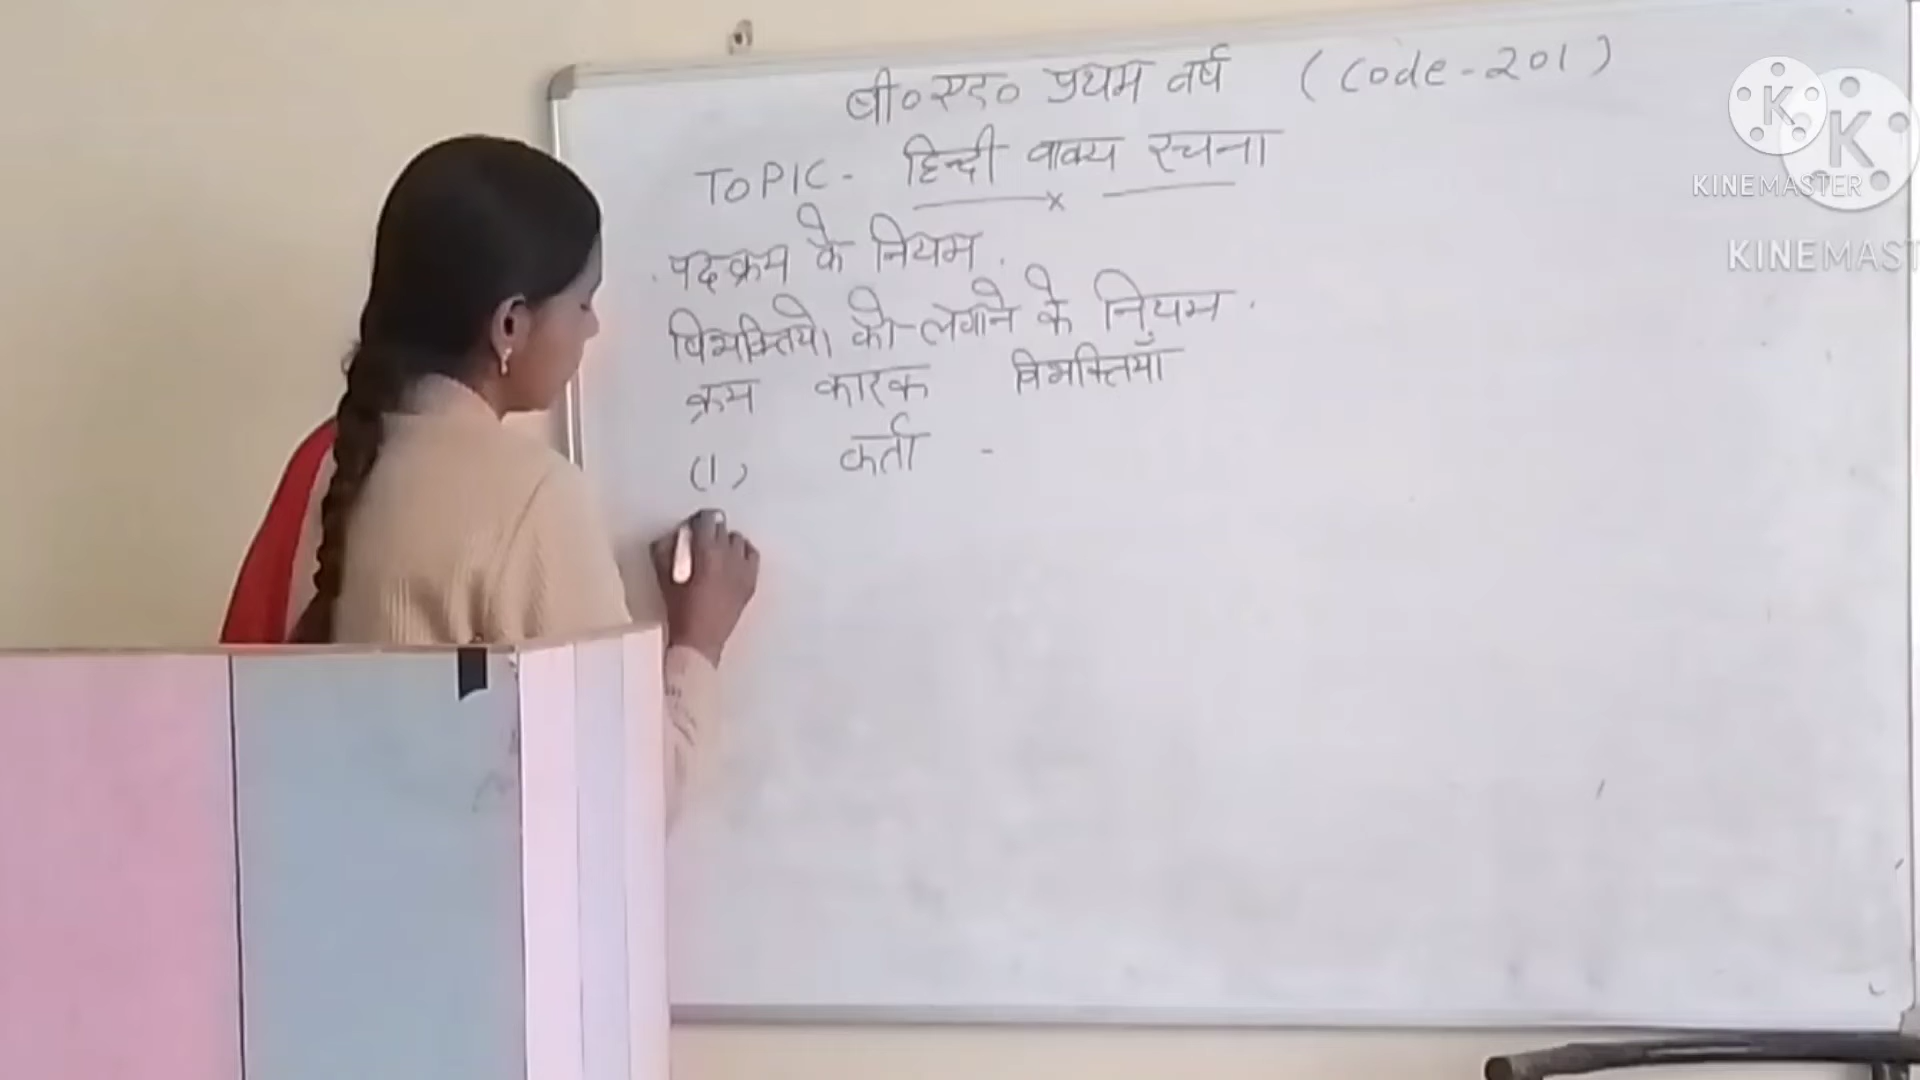 बी०ए० प्रथम वर्ष (Code-201)
TOPIC- हिन्दी वाक्य रचना
पदक्रम के नियम.
विभक्तियो को लगाने के नियम.
क्रम कारक विभक्तियाँ
(1) कर्ता -
KINEMASTER
KINEMAST